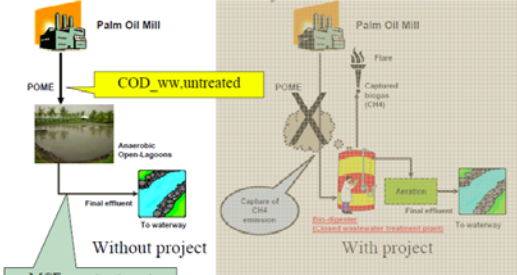 Palm Oil Mill
POME
COD_ww,untreated
Anaerobic
Open-Lagoons
Final effluent
To waterway
Without project
Palm Oil Mill
Flare
POME
Captured
biogas
(CH4)
Capture of
CH4
emission
Aeration
Final effluent
Bio-digester
(Closed wastewater treatment plant)
To waterway
With project